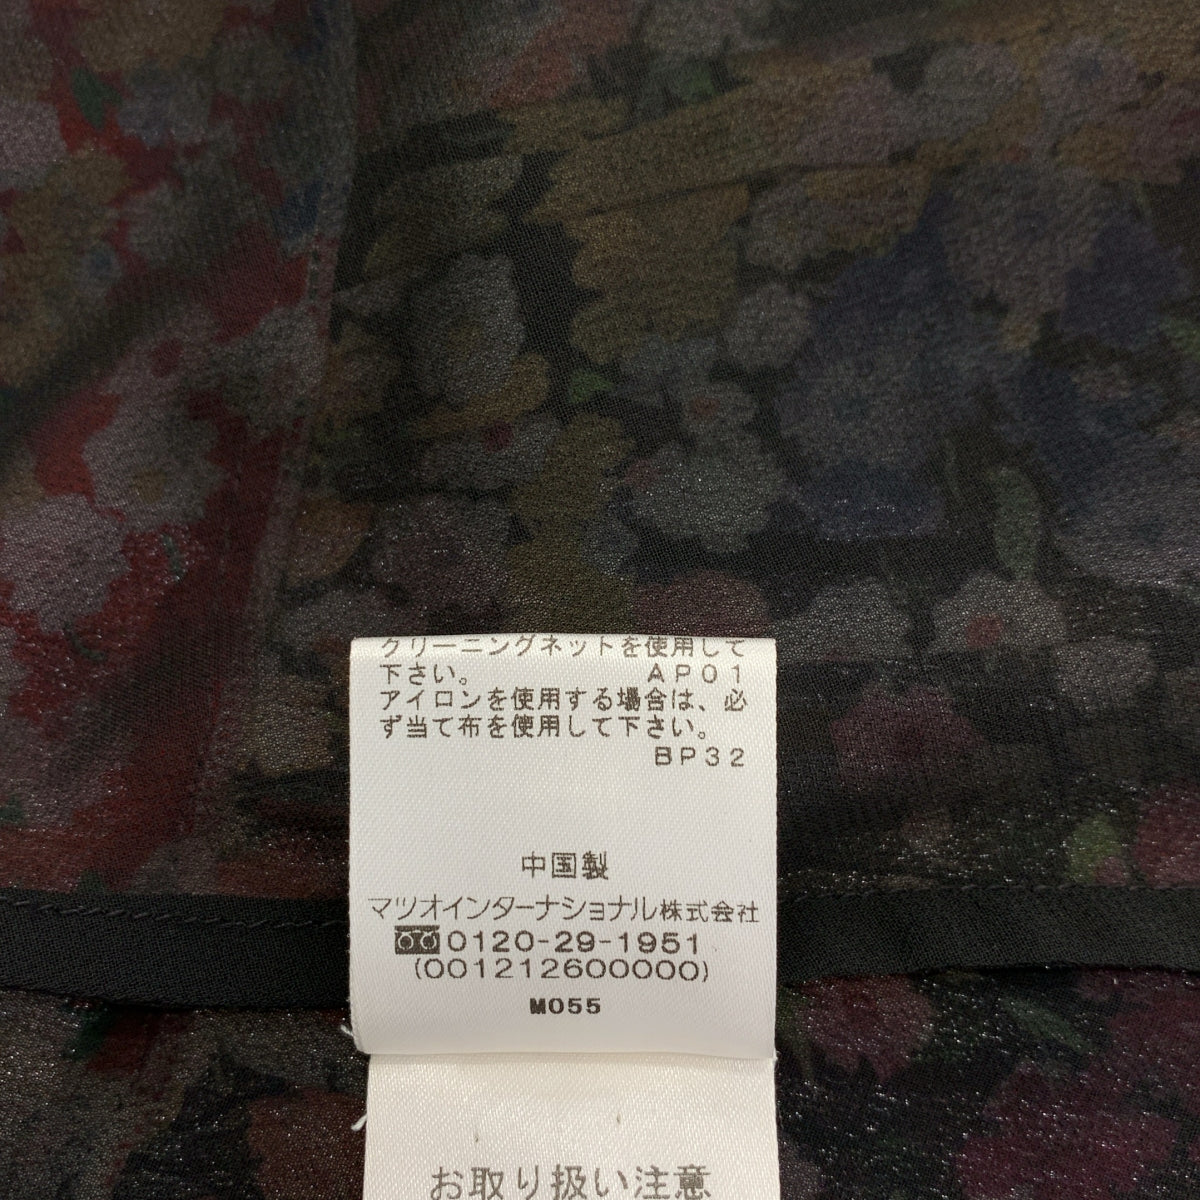 クリーニングネットを使用して
下さい。 AP01
アイロンを使用する場合は、必
ず当て布を使用して下さい。
BP32
中国製
マツオインターナショナル株式会社
0120-29-1951
(001212600000)
M055
お取り扱い注意